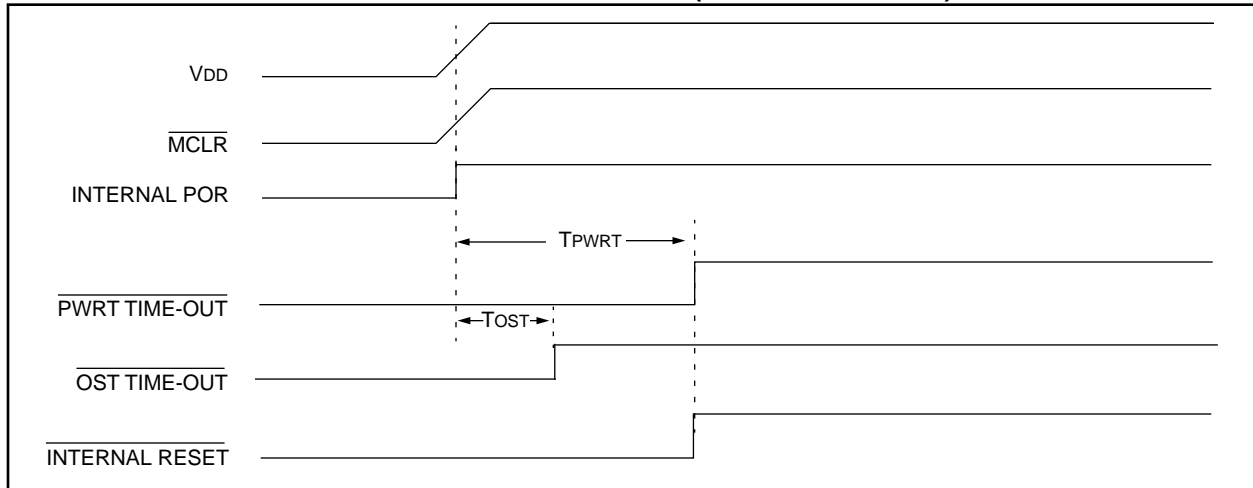 VDD
MCLR
INTERNAL POR
TPWRT
PWRT TIME-OUT
TOST
OST TIME-OUT
INTERNAL RESET